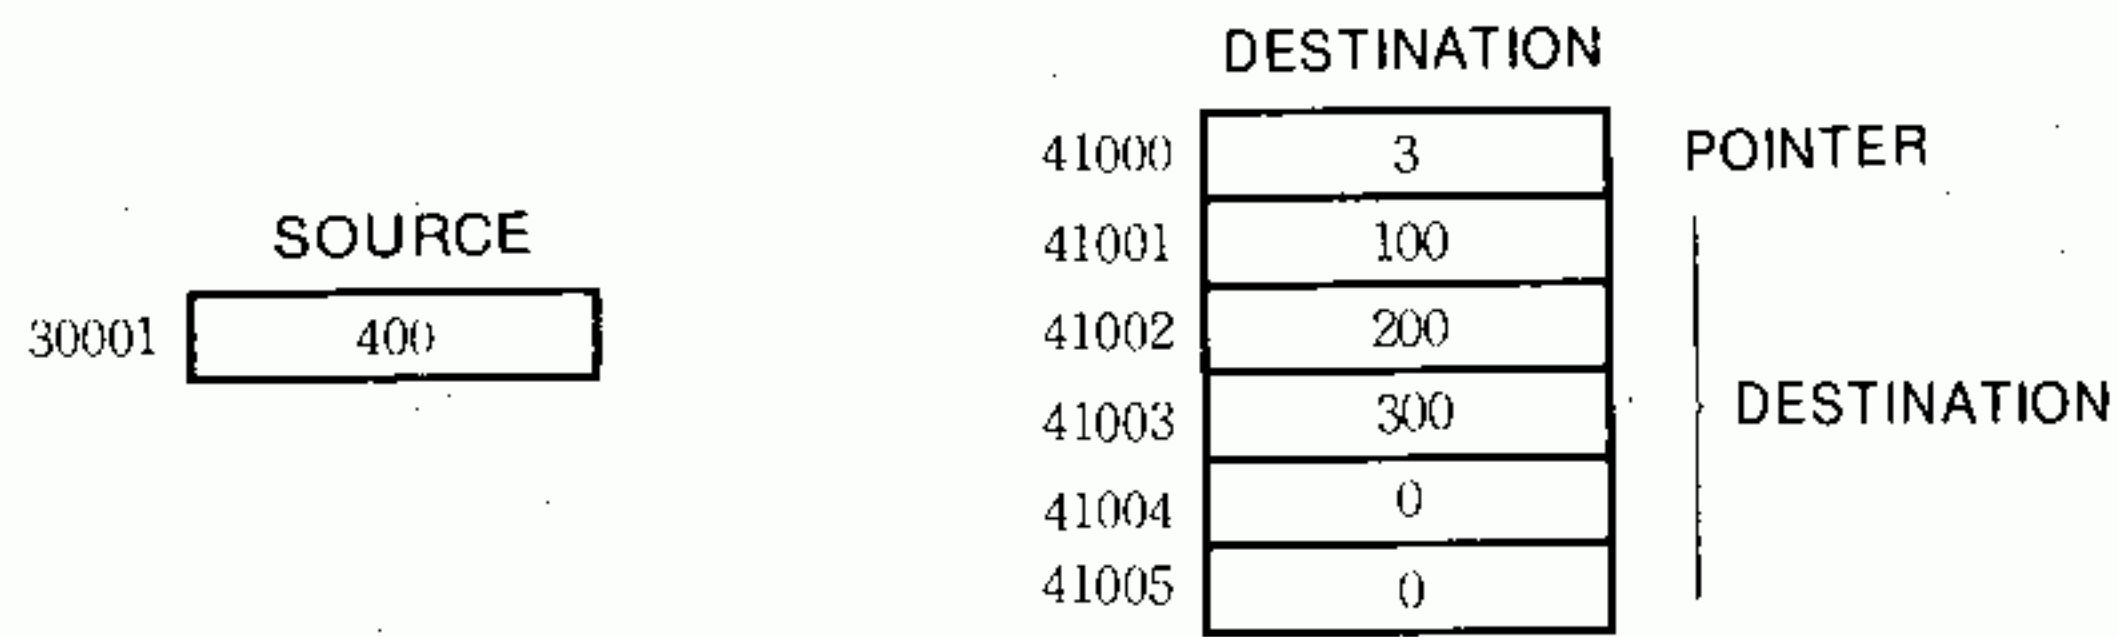 SOURCE
30001 400
DESTINATION
41000 3 POINTER
41001 100
41002 200
41003 300 DESTINATION
41004 0
41005 0